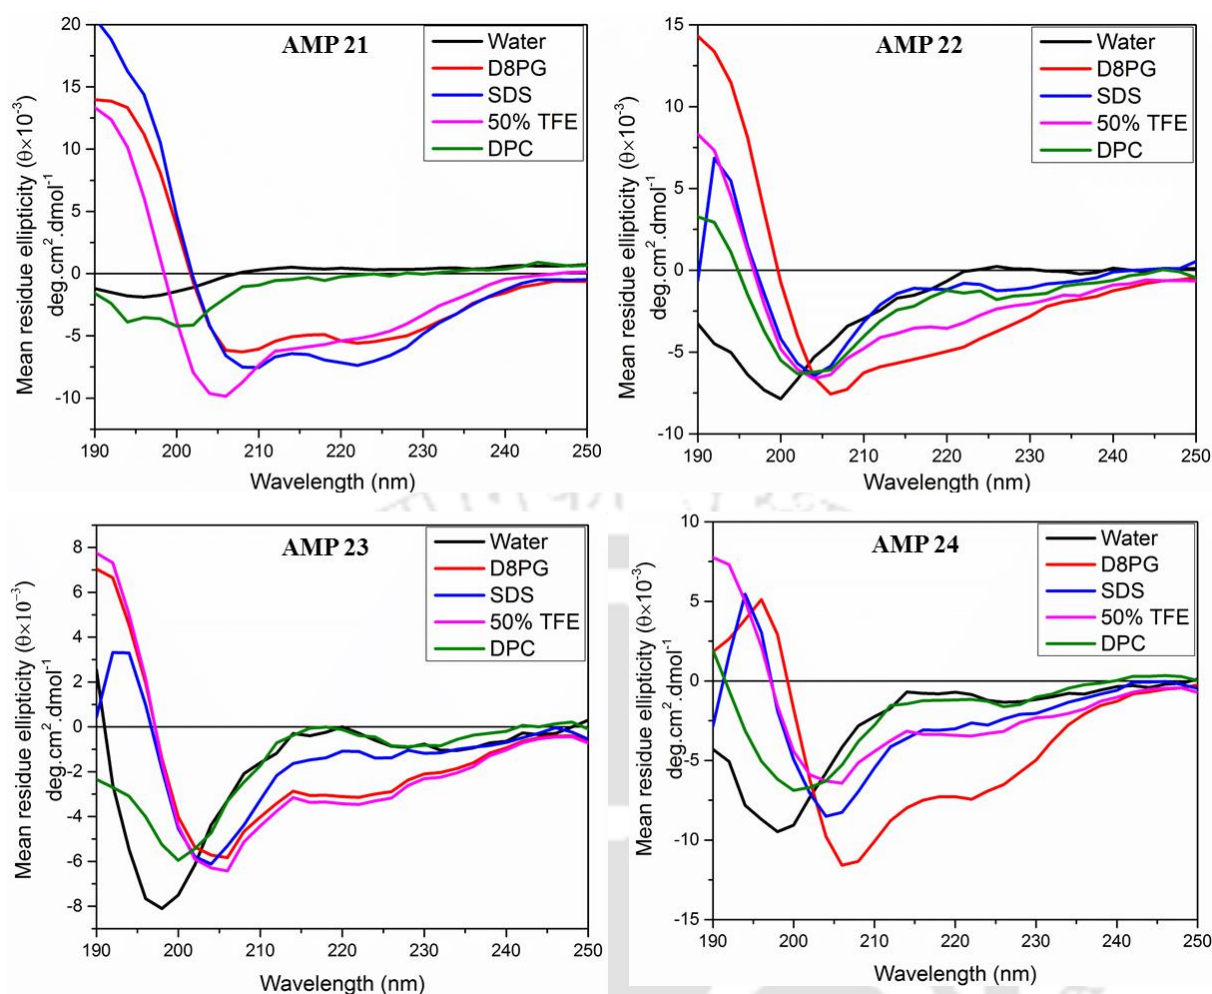 AMP 21
Water
D8PG
SDS
50% TFE
DPC
20
15
10
5
0
-5
-10
190 200 210 220 230 240 250
Wavelength (nm)
Mean residue ellipticity (θ×10⁻³)
deg.cm².dmol⁻¹
AMP 22
Water
D8PG
SDS
50% TFE
DPC
15
10
5
0
-5
-10
190 200 210 220 230 240 250
Wavelength (nm)
Mean residue ellipticity (θ×10⁻³)
deg.cm².dmol⁻¹
AMP 23
Water
D8PG
SDS
50% TFE
DPC
8
6
4
2
0
-2
-4
-6
-8
190 200 210 220 230 240 250
Wavelength (nm)
Mean residue ellipticity (θ×10⁻³)
deg.cm².dmol⁻¹
AMP 24
Water
D8PG
SDS
50% TFE
DPC
10
5
0
-5
-10
-15
190 200 210 220 230 240 250
Wavelength (nm)
Mean residue ellipticity (θ×10⁻³)
deg.cm².dmol⁻¹